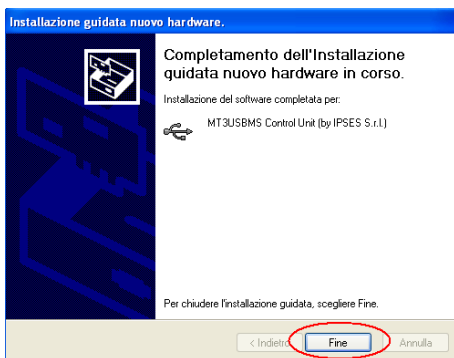 Installazione guidata nuovo hardware.
Completamento dell'Installazione
guidata nuovo hardware in corso.
Installazione del software completata per:
MT3USBMS Control Unit (by IPSES S.r.l.)
Per chiudere l'installazione guidata, scegliere Fine.
< Indietro Fine Annulla